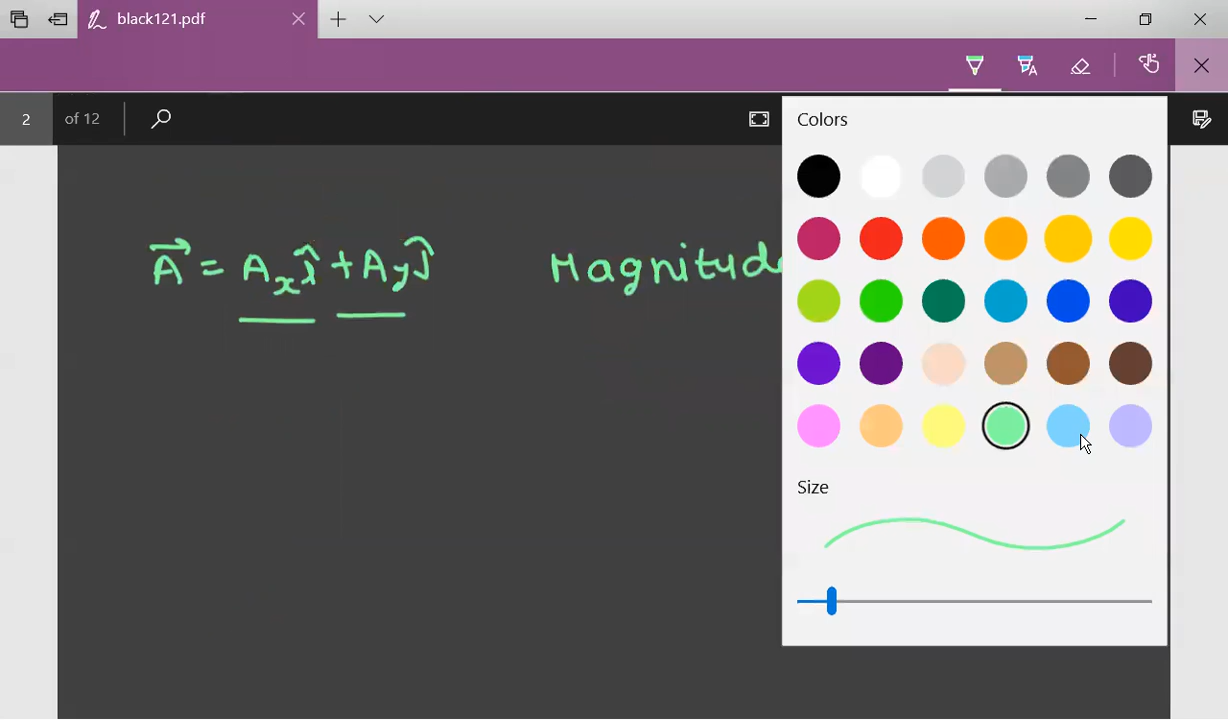 black121.pdf
2 of 12
Colors
A⃗ = Aₓî + Aᵧĵ Magnitude
Size